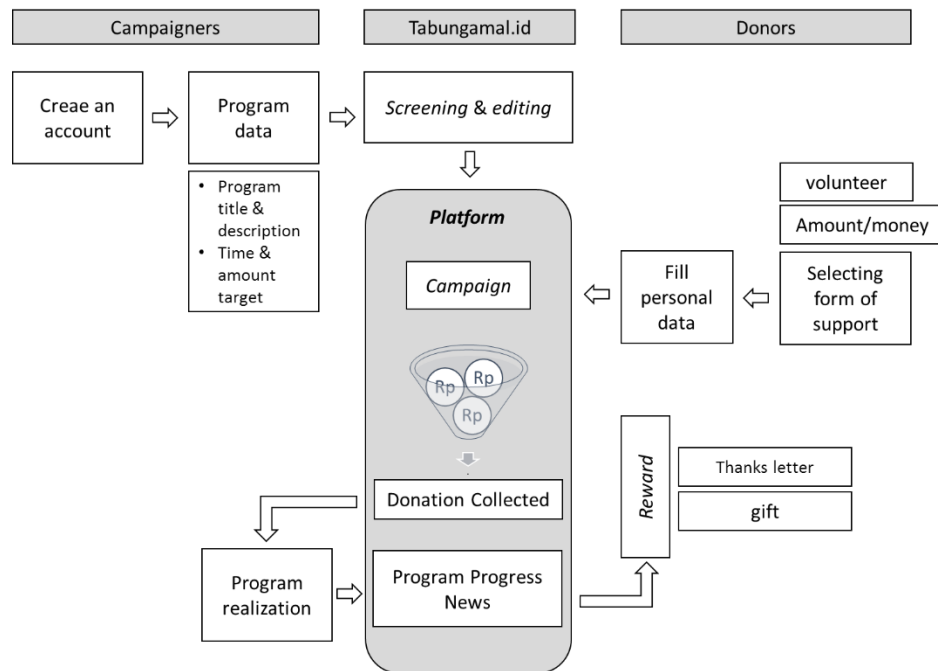 Campaigners
Tabungamal.id
Donors
Creae an
account
Program
data
Screening & editing
• Program
title &
description
• Time &
amount
target
Platform
Campaign
Rp
Rp
Rp
volunteer
Amount/money
Selecting
form of
support
Fill
personal
data
Donation Collected
Program
realization
Program Progress
News
Reward
Thanks letter
gift